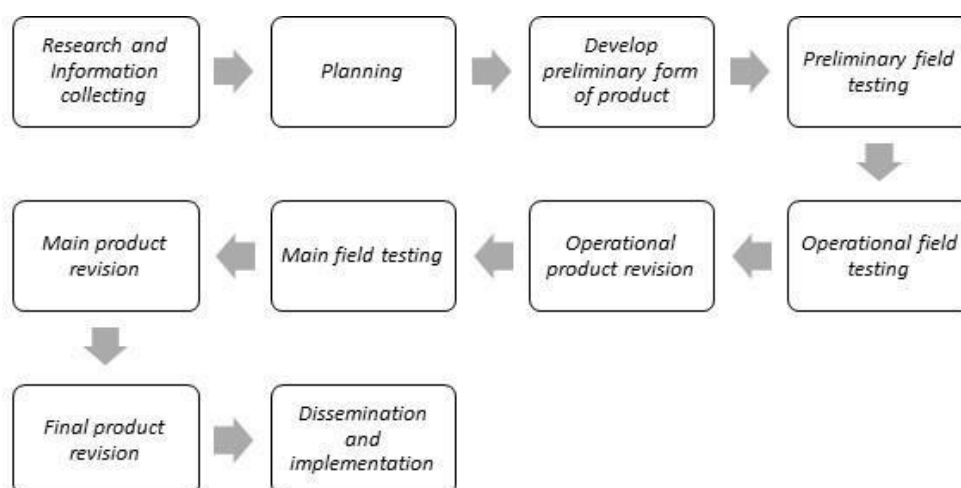 Research and
Information
collecting
Planning
Develop
preliminary form
of product
Preliminary field
testing
Operational field
testing
Operational
product revision
Main field testing
Main product
revision
Final product
revision
Dissemination
and
implementation